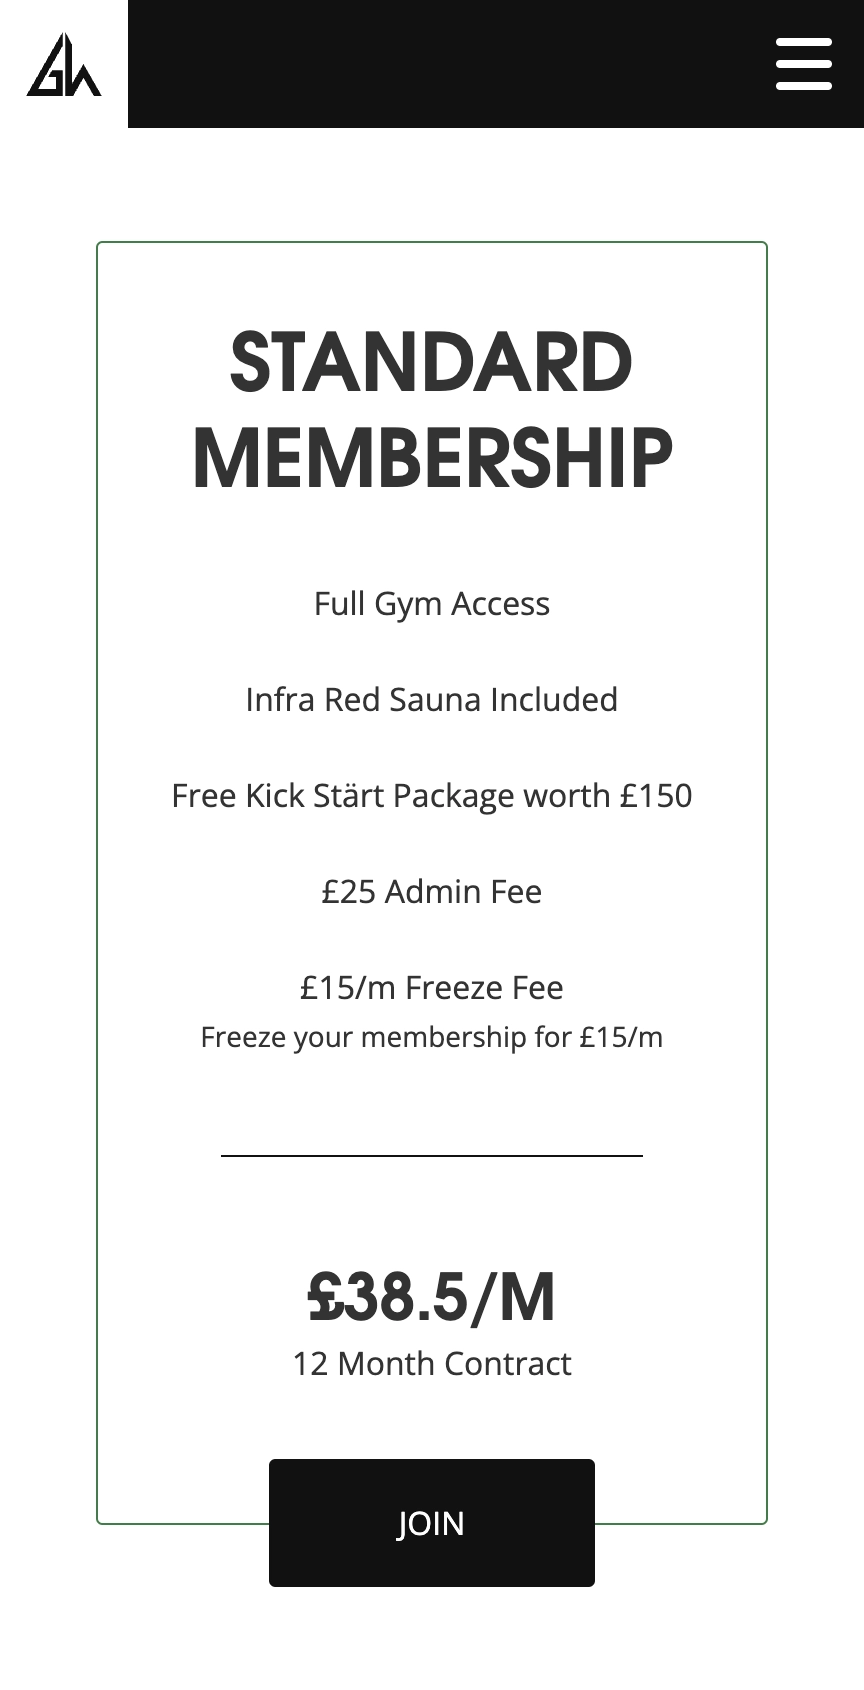 STANDARD
MEMBERSHIP
Full Gym Access
Infra Red Sauna Included
Free Kick Stärt Package worth £150
£25 Admin Fee
£15/m Freeze Fee
Freeze your membership for £15/m
£38.5/M
12 Month Contract
JOIN